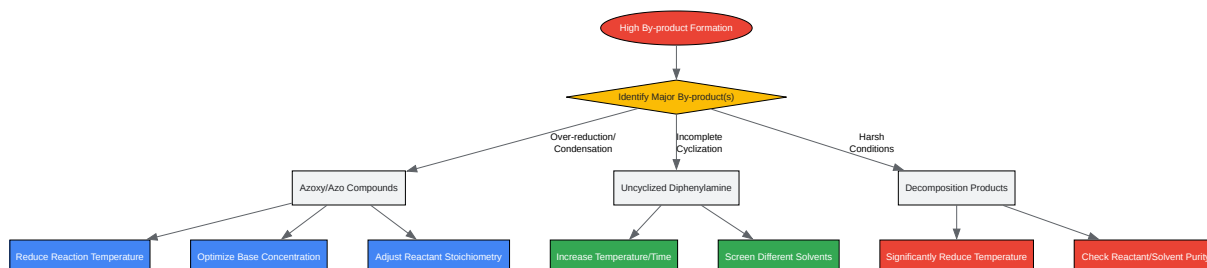 High By-product Formation
Identify Major By-product(s)
Over-reduction/
Condensation
Incomplete
Cyclization
Harsh
Conditions
Azoxy/Azo Compounds
Uncyclized Diphenylamine
Decomposition Products
Reduce Reaction Temperature
Optimize Base Concentration
Adjust Reactant Stoichiometry
Increase Temperature/Time
Screen Different Solvents
Significantly Reduce Temperature
Check Reactant/Solvent Purity